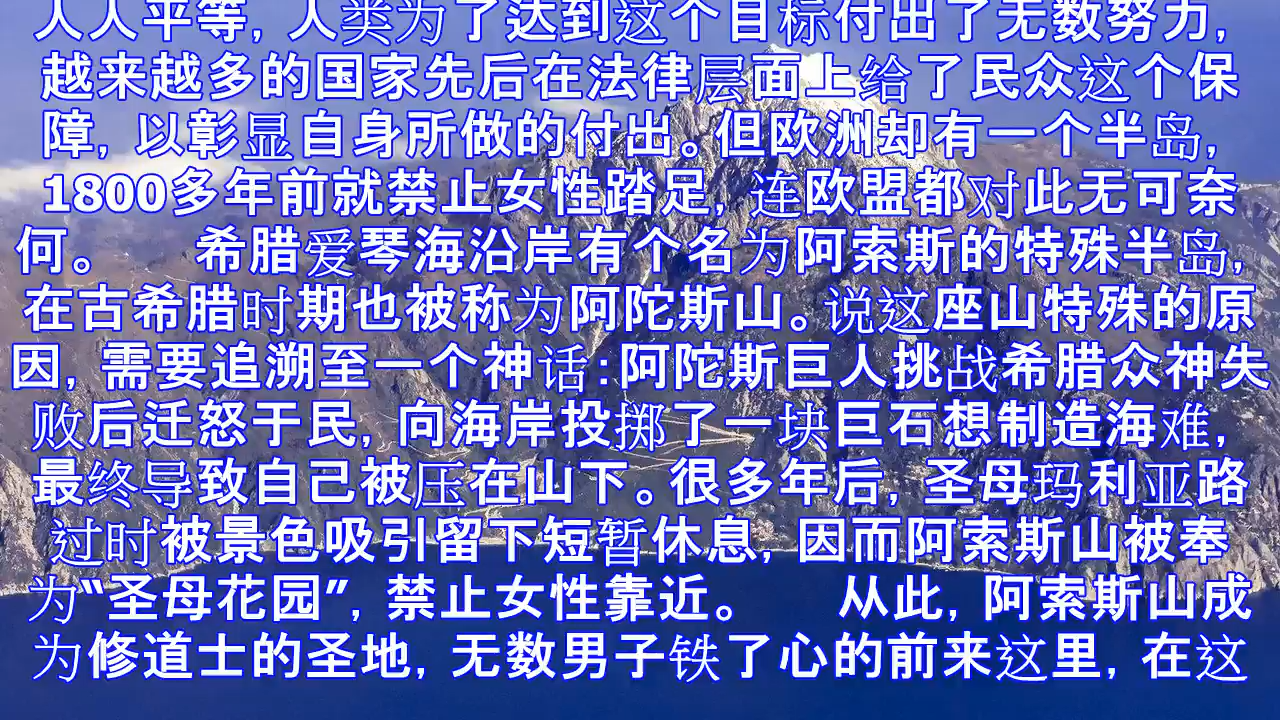 人人平等，人类为了达到这个目标付出了无数努力，
越来越多的国家先后在法律层面上给了民众这个保
障，以彰显自身所做的付出。但欧洲却有一个半岛，
1800多年前就禁止女性踏足，连欧盟都对此无可奈
何。　　希腊爱琴海沿岸有个名为阿索斯的特殊半岛，
在古希腊时期也被称为阿陀斯山。说这座山特殊的原
因，需要追溯至一个神话：阿陀斯巨人挑战希腊众神失
败后迁怒于民，向海岸投掷了一块巨石想制造海难，
最终导致自己被压在山下。很多年后，圣母玛利亚路
过时被景色吸引留下短暂休息，因而阿索斯山被奉
为“圣母花园”，禁止女性靠近。　　从此，阿索斯山成
为修道士的圣地，无数男子铁了心的前来这里，在这